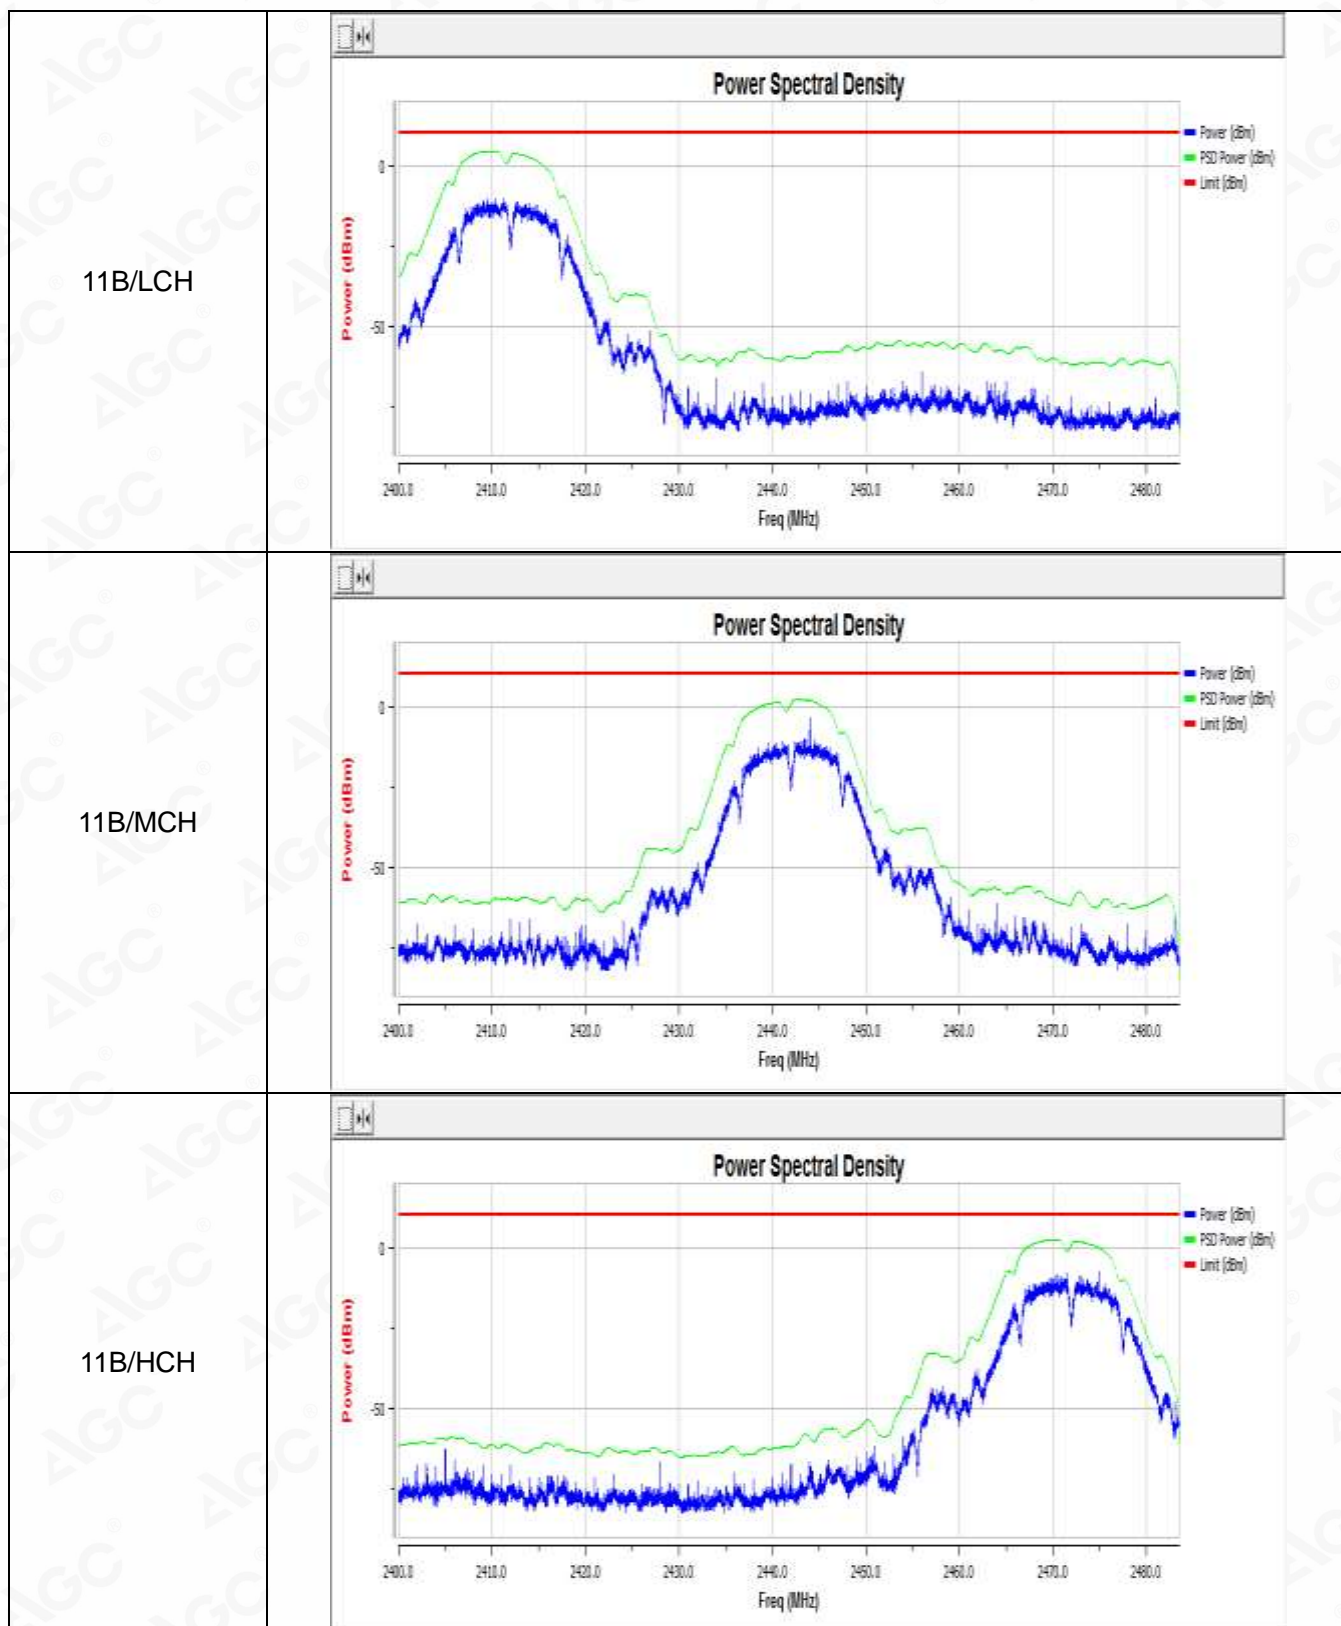 11B/LCH
Power Spectral Density
Power (dBm)
PSD Power (dBm)
Limit (dBm)
Power (dBm)
0
-50
2400.0 2410.0 2420.0 2430.0 2440.0 2450.0 2460.0 2470.0 2480.0
Freq (MHz)
11B/MCH
Power Spectral Density
Power (dBm)
PSD Power (dBm)
Limit (dBm)
Power (dBm)
0
-50
2400.0 2410.0 2420.0 2430.0 2440.0 2450.0 2460.0 2470.0 2480.0
Freq (MHz)
11B/HCH
Power Spectral Density
Power (dBm)
PSD Power (dBm)
Limit (dBm)
Power (dBm)
0
-50
2400.0 2410.0 2420.0 2430.0 2440.0 2450.0 2460.0 2470.0 2480.0
Freq (MHz)
AGC